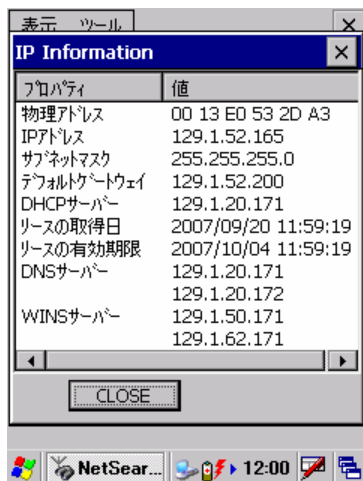 表示 ツール
IP Information
プロパティ 値
物理アドレス 00 13 E0 53 2D A3
IPアドレス 129.1.52.165
サブネットマスク 255.255.255.0
デフォルトゲートウェイ 129.1.52.200
DHCPサーバー 129.1.20.171
リースの取得日 2007/09/20 11:59:19
リースの有効期限 2007/10/04 11:59:19
DNSサーバー 129.1.20.171
129.1.20.172
WINSサーバー 129.1.50.171
129.1.62.171
CLOSE
NetSear... 12:00